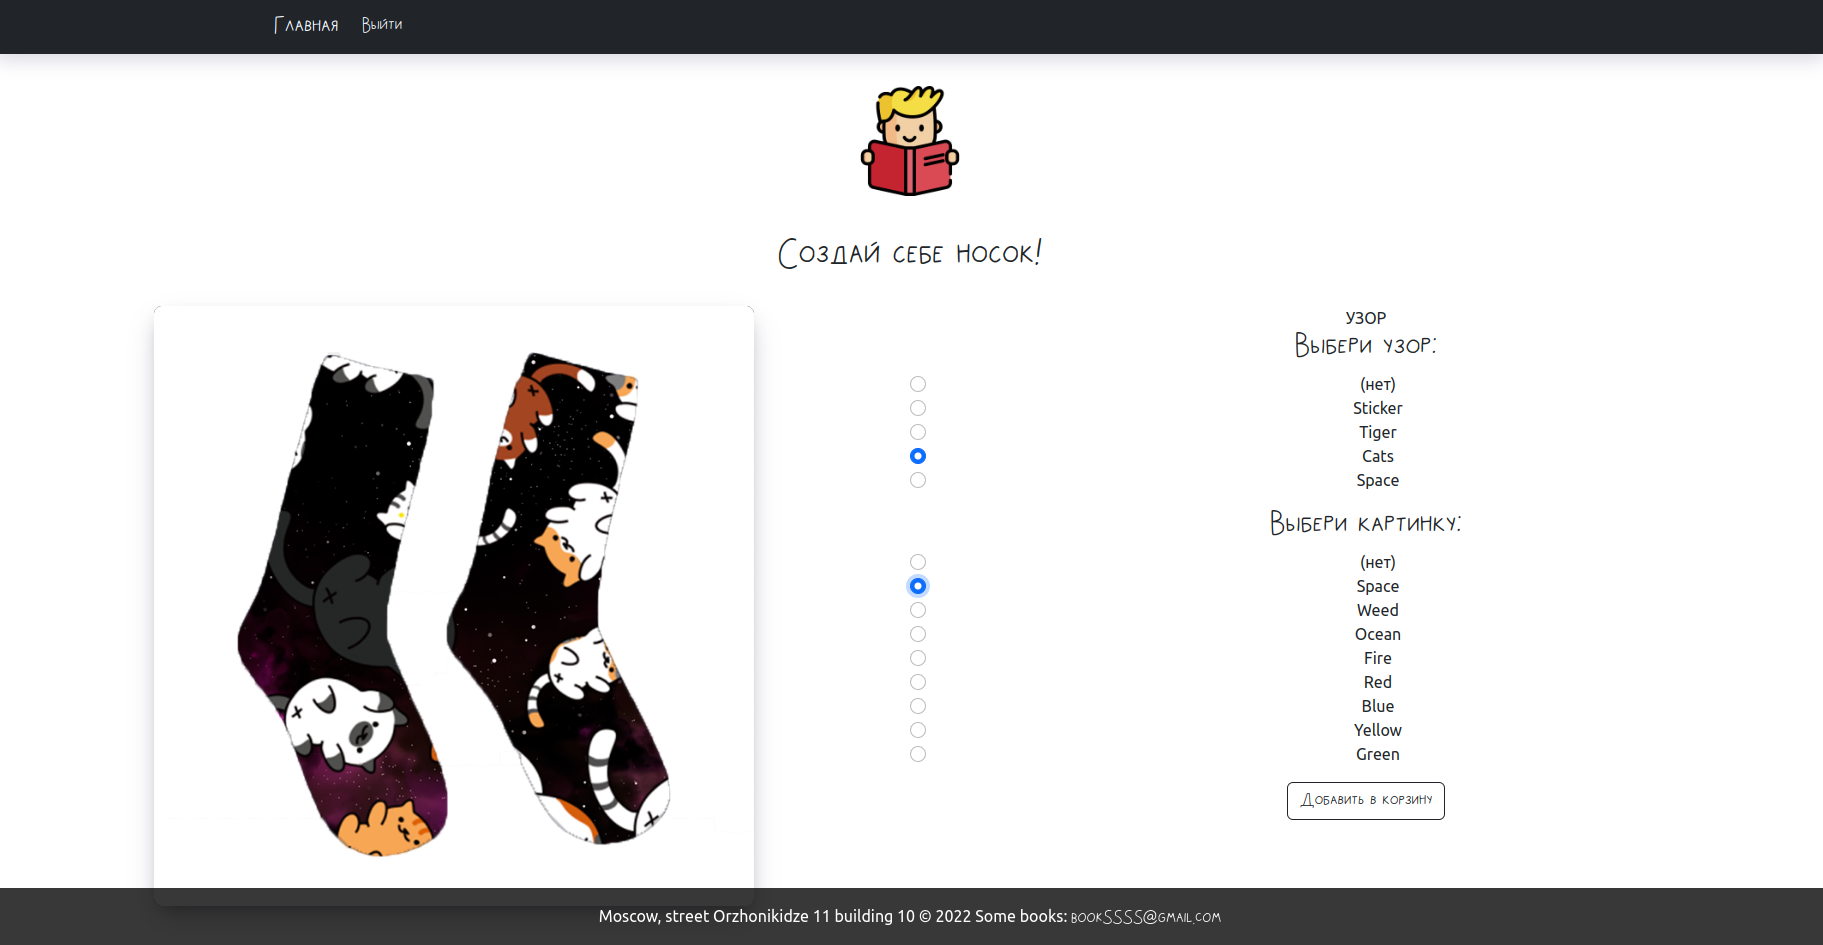 Главная Выйти
Создай себе носок!
УЗОР
Выбери узор:
(нет)
Sticker
Tiger
Cats
Space
Выбери картинку:
(нет)
Space
Weed
Ocean
Fire
Red
Blue
Yellow
Green
Добавить в корзину
Moscow, street Orzhonikidze 11 building 10 © 2022 Some books: bookSSSS@gmail.com